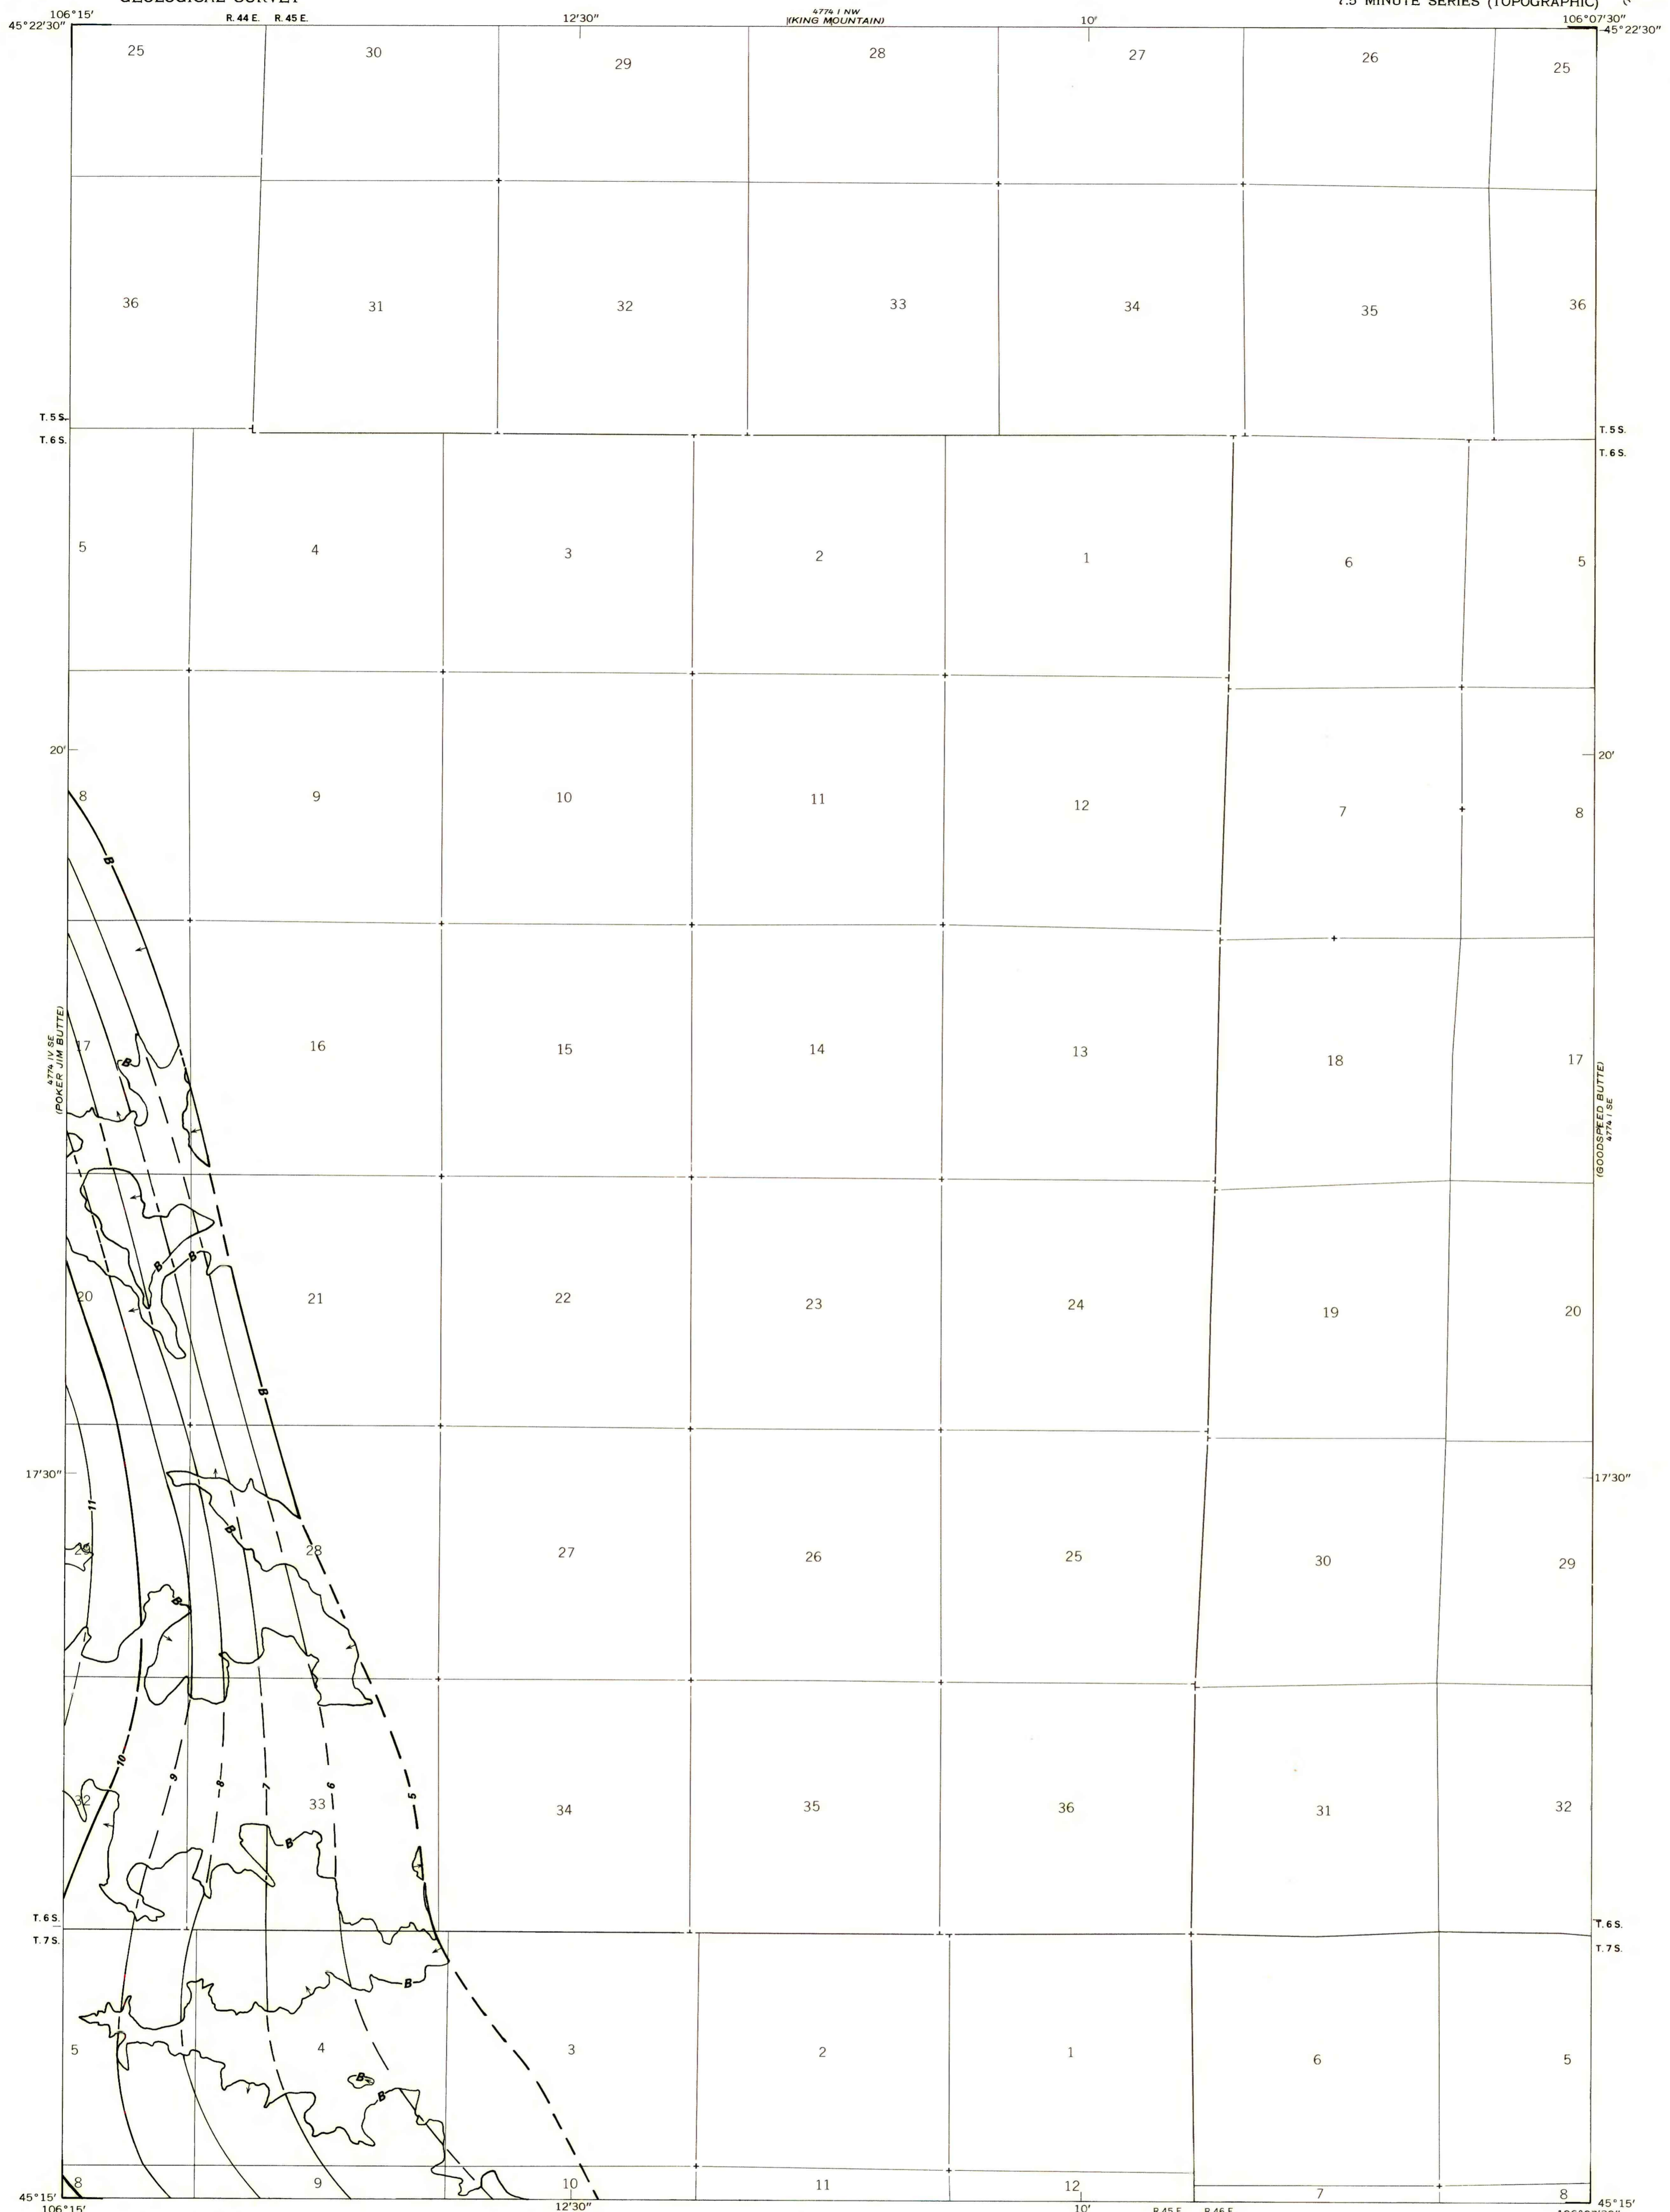 GEOLOGICAL SURVEY
7.5 MINUTE SERIES (TOPOGRAPHIC)
106°15' R. 44 E. R. 45 E. 12'30" 4774 I NW 10' 106°07'30"
(KING MOUNTAIN)
45°22'30" 45°22'30"
25 30 29 28 27 26 25
36 31 32 33 34 35 36
T. 5 S. T. 5 S.
T. 6 S. T. 6 S.
5 4 3 2 1 6 5
20' 20'
8 9 10 11 12 7 8
B
4774 IV SE
(POKER JIM BUTTE)
(GOODSPEED BUTTE)
4774 I SE
17 16 15 14 13 18 17
B
B B
20 21 22 23 24 19 20
B
17'30" 17'30"
11
B
29 28 27 26 25 30 29
B
10 9 8 7 6 5
32 33 34 35 36 31 32
B
T. 6 S. T. 6 S.
T. 7 S. T. 7 S.
B
5 4 3 2 1 6 5
B
B
8 9 10 11 12 7 8
45°15' 45°15'
106°15' 12'30" 10' R.45 E. R.46 E.